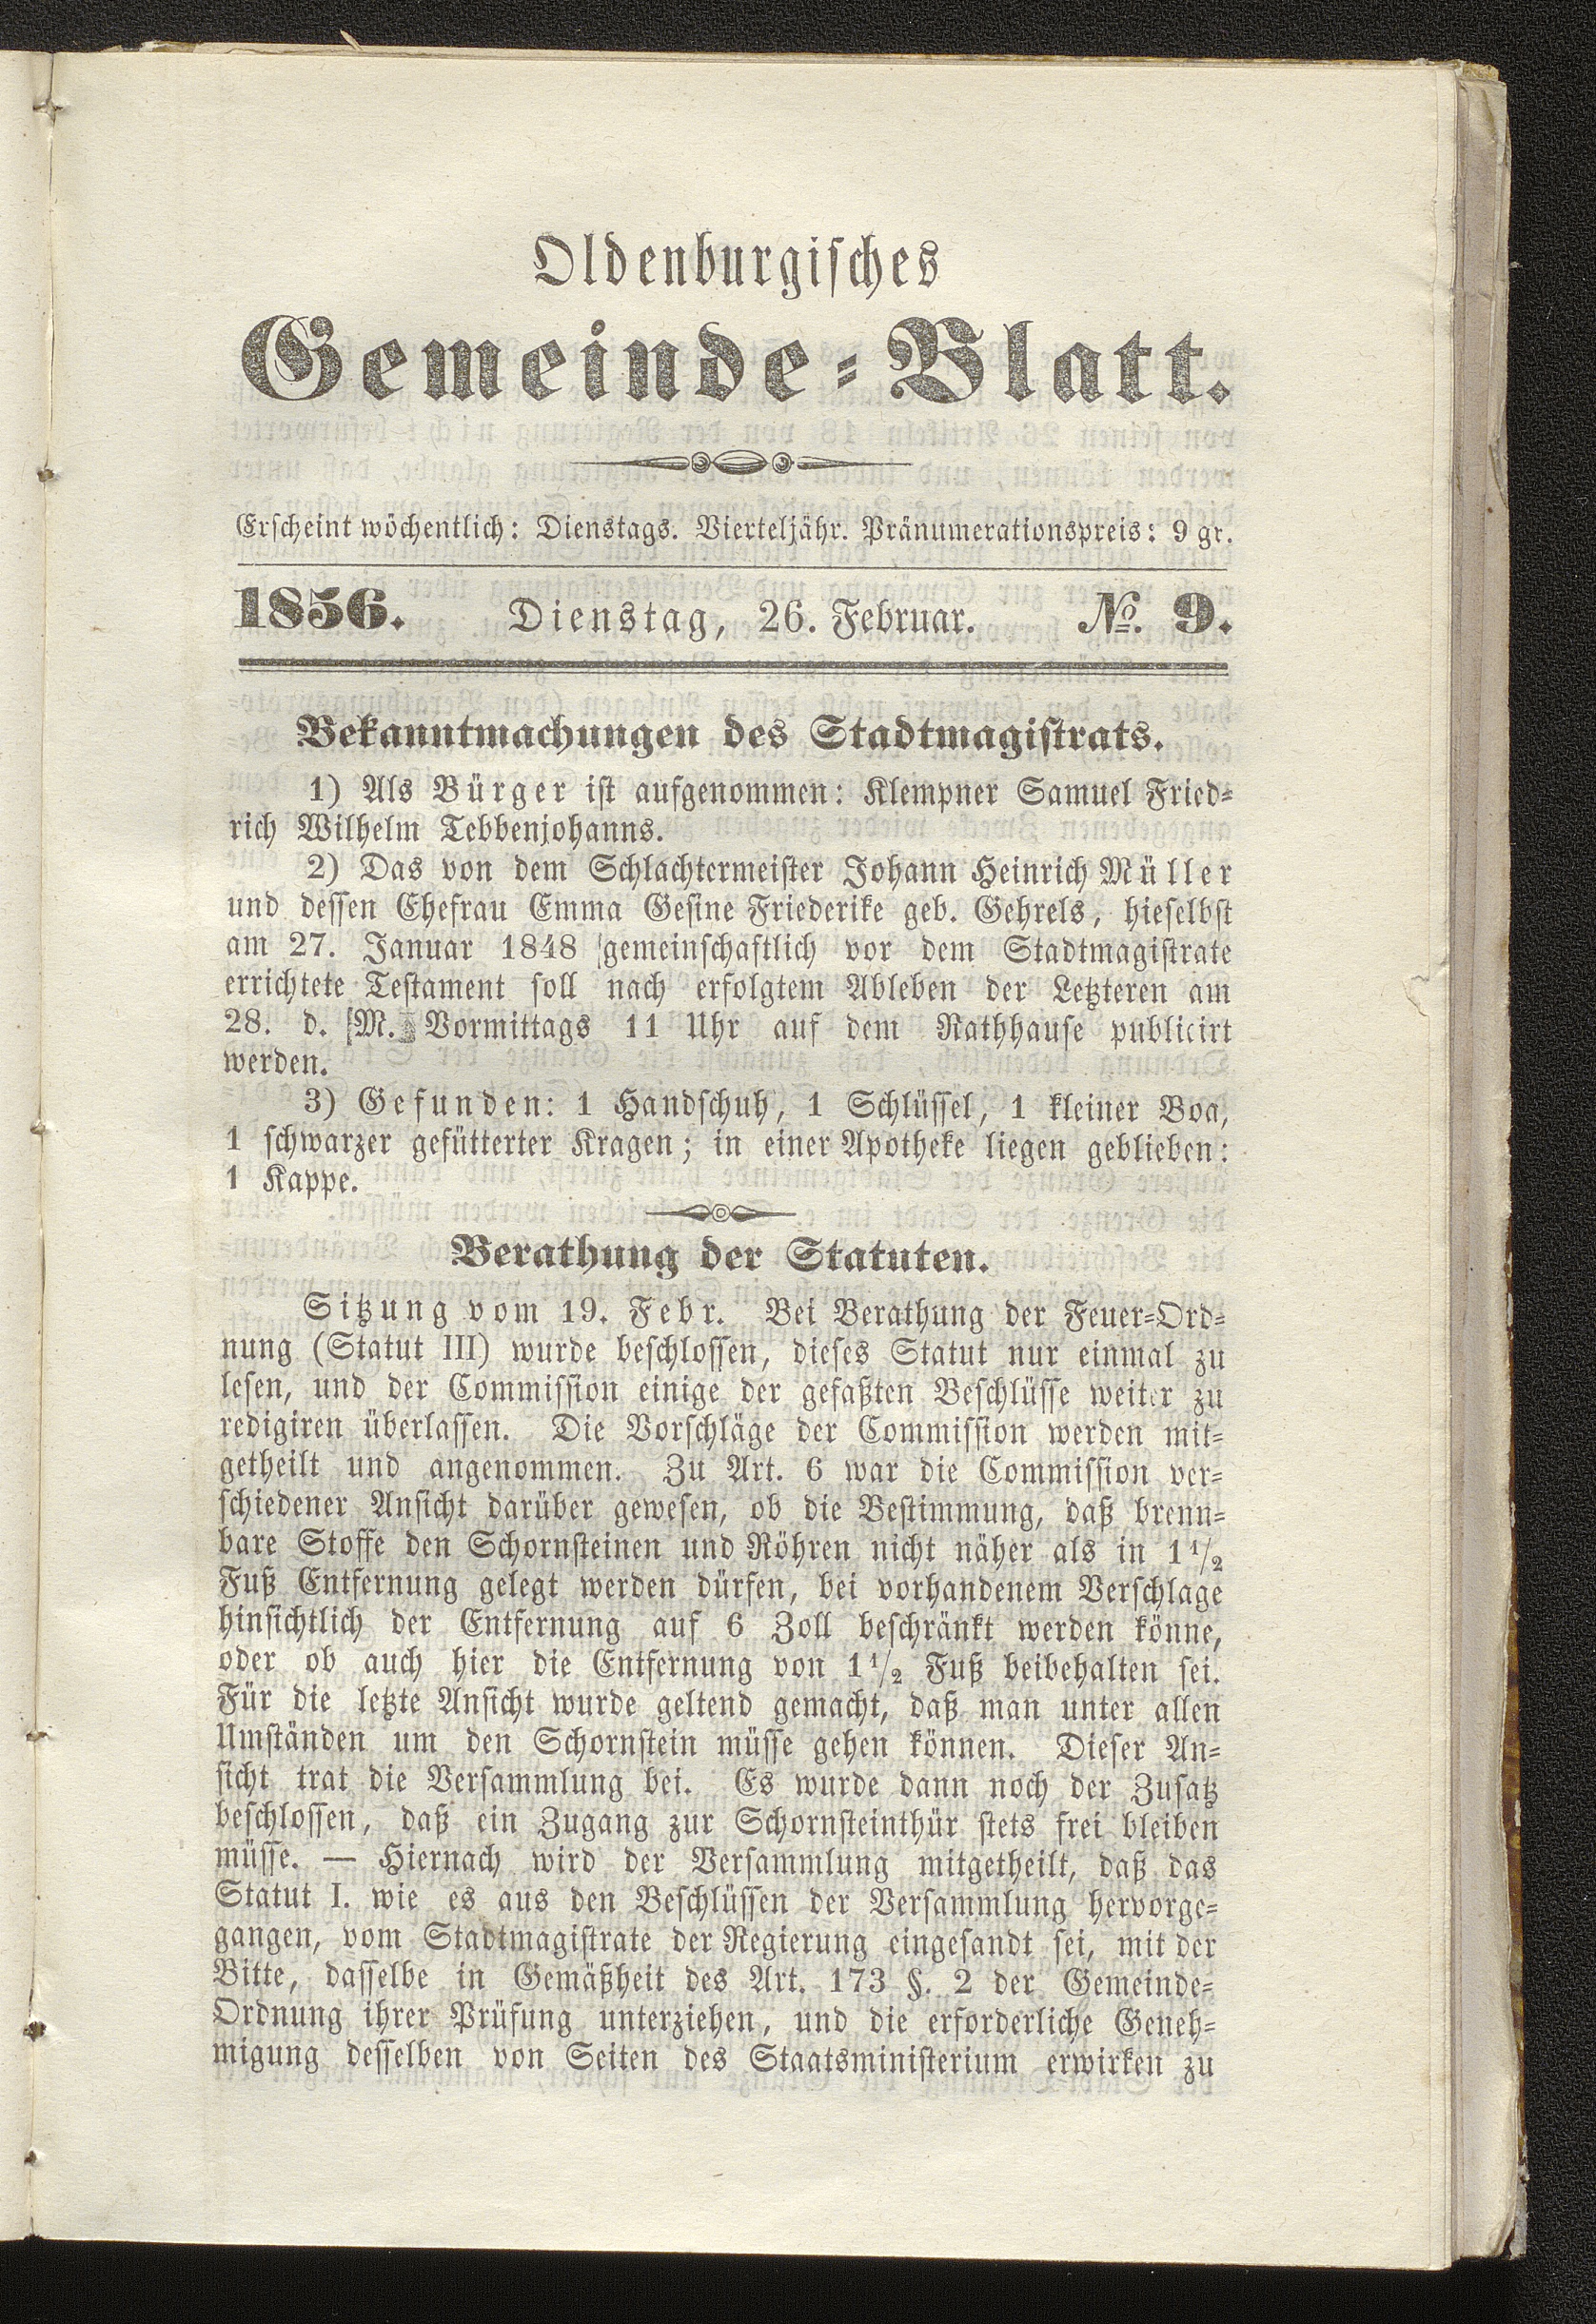 Oldenburgisches
Gemeinde-Blatt.
Erscheint wöchentlich: Dienstags. Vierteljähr. Pränumerationspreis: 9 gr.
1856. Dienstag, 26. Februar. No. 9.
Bekanntmachungen des Stadtmagistrats.
1) Als Bürger ist aufgenommen: Klempner Samuel Fried-
rich Wilhelm Tebbenjohanns.
2) Das von dem Schlachtermeister Johann Heinrich Müller
und dessen Ehefrau Emma Gesine Friederike geb. Gehrels, hieselbst
am 27. Januar 1848 gemeinschaftlich vor dem Stadtmagistrate
errichtete Testament soll nach erfolgtem Ableben der Letzteren am
28. d. M. Vormittags 11 Uhr auf dem Rathhause publicirt
werden.
3) Gefunden: 1 Handschuh, 1 Schlüssel, 1 kleiner Boa,
1 schwarzer gefütterter Kragen; in einer Apotheke liegen geblieben:
1 Kappe.
Berathung der Statuten.
Sitzung vom 19. Febr. Bei Berathung der Feuer-Ord-
nung (Statut III) wurde beschlossen, dieses Statut nur einmal zu
lesen, und der Commission einige der gefaßten Beschlüsse weiter zu
redigiren überlassen. Die Vorschläge der Commission werden mit-
getheilt und angenommen. Zu Art. 6 war die Commission ver-
schiedener Ansicht darüber gewesen, ob die Bestimmung, daß brenn-
bare Stoffe den Schornsteinen und Röhren nicht näher als in 1 1/2
Fuß Entfernung gelegt werden dürfen, bei vorhandenem Verschlage
hinsichtlich der Entfernung auf 6 Zoll beschränkt werden könne,
oder ob auch hier die Entfernung von 1 1/2 Fuß beibehalten sei.
Für die letzte Ansicht wurde geltend gemacht, daß man unter allen
Umständen um den Schornstein müsse gehen können. Dieser An-
sicht trat die Versammlung bei. Es wurde dann noch der Zusatz
beschlossen, daß ein Zugang zur Schornsteinthür stets frei bleiben
müsse. — Hiernach wird der Versammlung mitgetheilt, daß das
Statut I. wie es aus den Beschlüssen der Versammlung hervorge-
gangen, vom Stadtmagistrate der Regierung eingesandt sei, mit der
Bitte, dasselbe in Gemäßheit des Art. 173 §. 2 der Gemeinde-
Ordnung ihrer Prüfung unterziehen, und die erforderliche Geneh-
migung desselben von Seiten des Staatsministerium erwirken zu